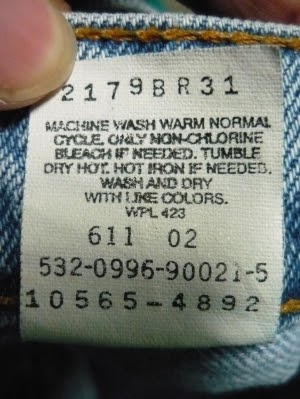 2179BR31
MACHINE WASH WARM NORMAL
CYCLE. ONLY NON-CHLORINE
BLEACH IF NEEDED. TUMBLE
DRY HOT. HOT IRON IF NEEDED.
WASH AND DRY
WITH LIKE COLORS.
WPL 423
611 02
532-0996-90021-5
10565-4892